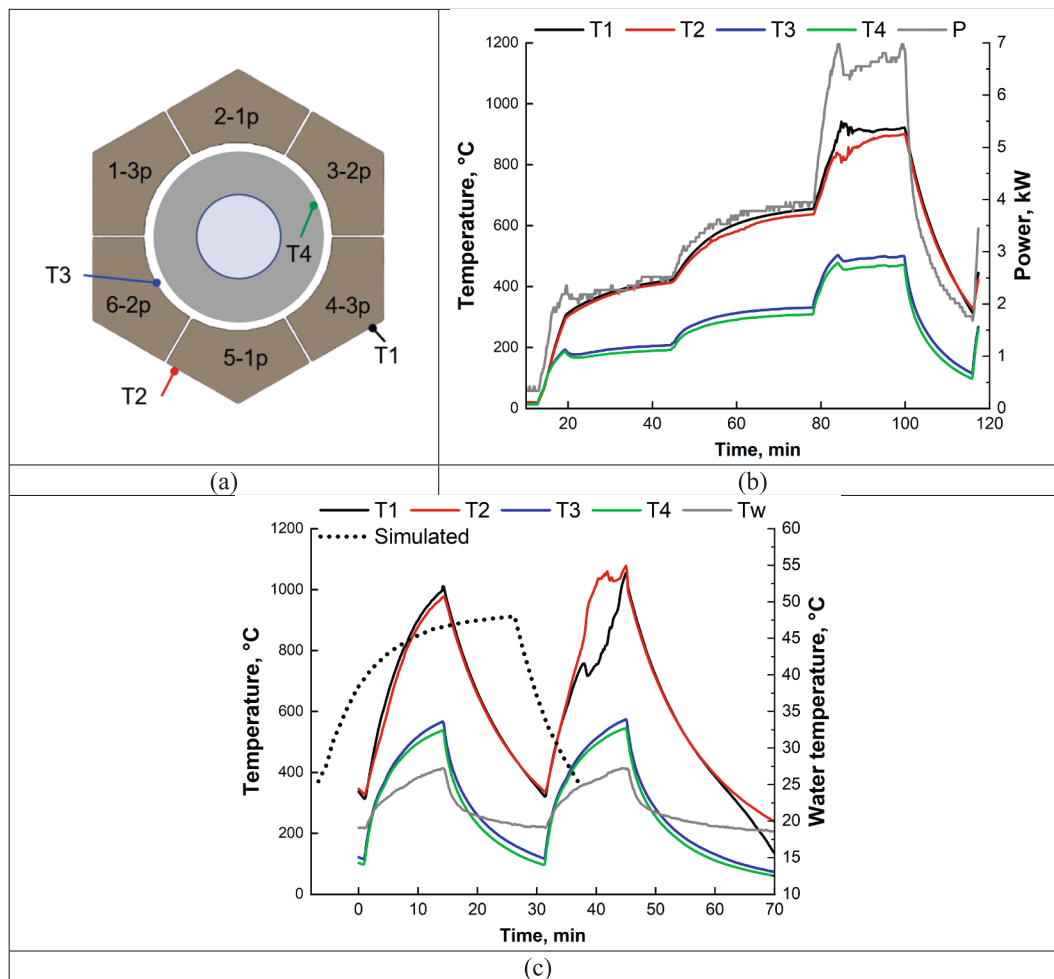 2-1p
1-3p
3-2p
T4
T3
6-2p
4-3p
5-1p
T1
T2
(a)
T1 T2 T3 T4 P
Temperature, °C
1200
1000
800
600
400
200
0
20 40 60 80 100 120
Time, min
7
6
5
4
3
2
1
0
Power, kW
(b)
T1 T2 T3 T4 Tw
Simulated
Temperature, °C
1200
1000
800
600
400
200
0
0 10 20 30 40 50 60 70
Time, min
60
55
50
45
40
35
30
25
20
15
10
Water temperature, °C
(c)